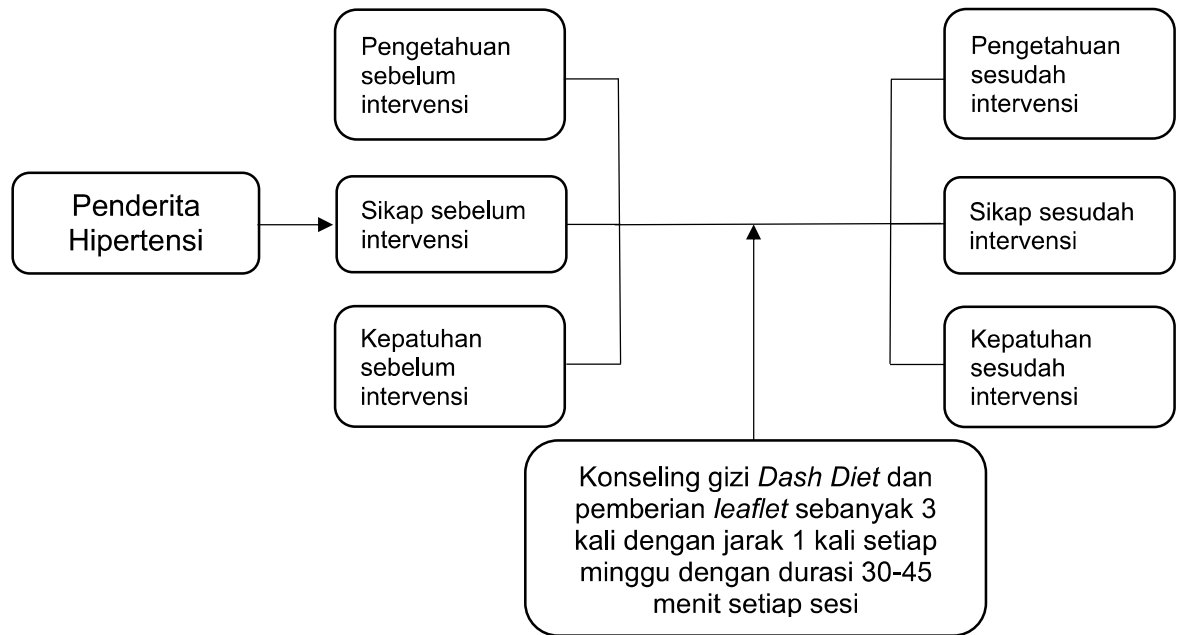 Pengetahuan
sebelum
intervensi
Pengetahuan
sesudah
intervensi
Penderita
Hipertensi
Sikap sebelum
intervensi
Sikap sesudah
intervensi
Kepatuhan
sebelum
intervensi
Kepatuhan
sesudah
intervensi
Konseling gizi Dash Diet dan
pemberian leaflet sebanyak 3
kali dengan jarak 1 kali setiap
minggu dengan durasi 30-45
menit setiap sesi